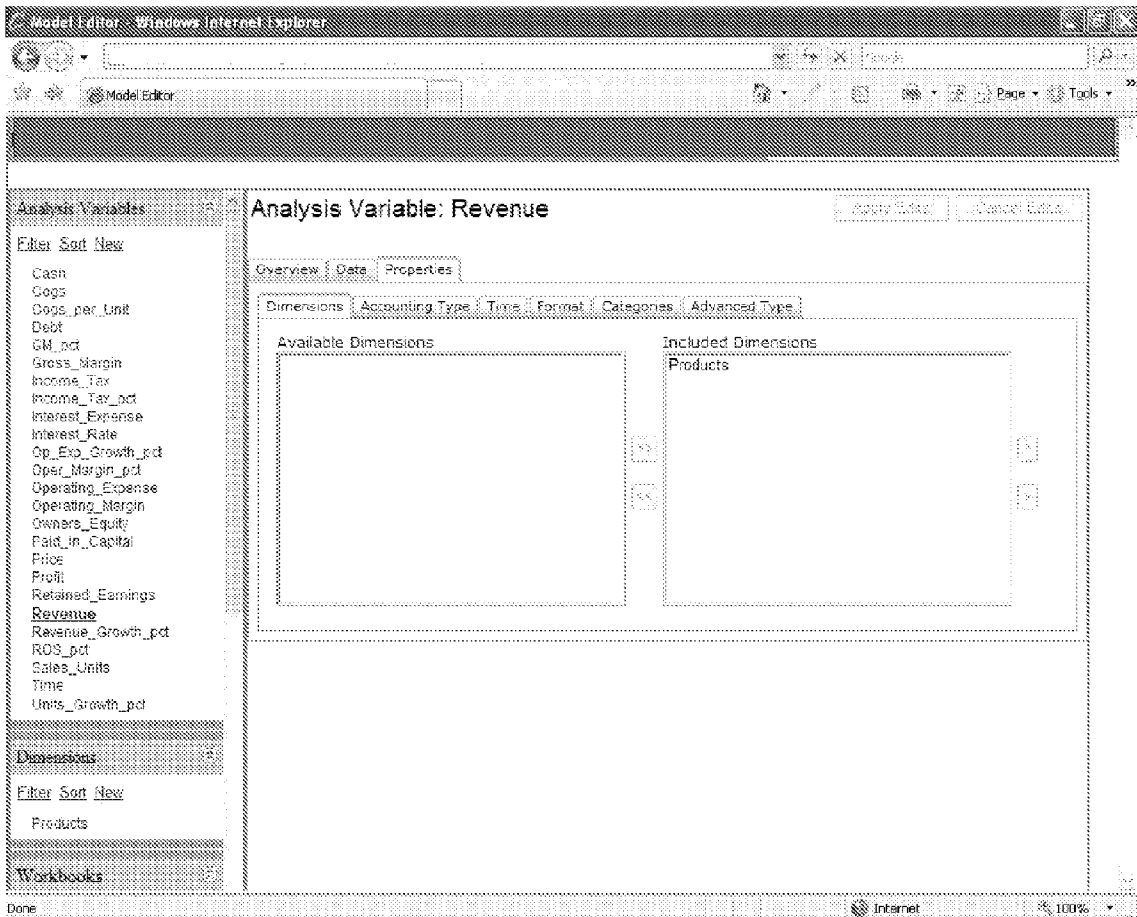 Model Editor - Windows Internet Explorer
Google
Model Editor
Page
Tools
Analysis Variables
Filter Sort New
Cash
Cogs
Cogs_per_Unit
Debt
GM_pct
Gross_Margin
Income_Tax
Income_Tax_pct
Interest_Expense
Interest_Rate
Op_Exp_Growth_pct
Oper_Margin_pct
Operating_Expense
Operating_Margin
Owners_Equity
Paid_In_Capital
Price
Profit
Retained_Earnings
Revenue
Revenue_Growth_pct
ROS_pct
Sales_Units
Time
Units_Growth_pct
Dimensions
Filter Sort New
Products
Workbooks
Analysis Variable: Revenue
Apply Edits
Cancel Edits
Overview Data Properties
Dimensions Accounting Type Time Format Categories Advanced Type
Available Dimensions
Included Dimensions
Products
>>
<<
Done
Internet
100%